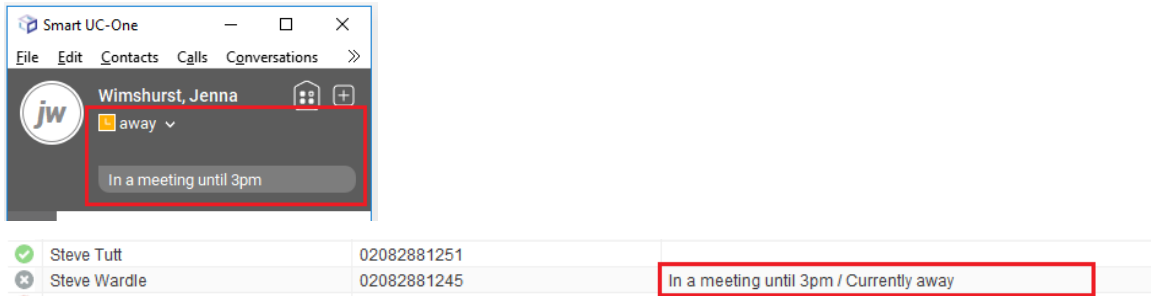 Smart UC-One
File Edit Contacts Calls Conversations »
Wimshurst, Jenna
jw
away
In a meeting until 3pm
Steve Tutt 02082881251
Steve Wardle 02082881245 In a meeting until 3pm / Currently away